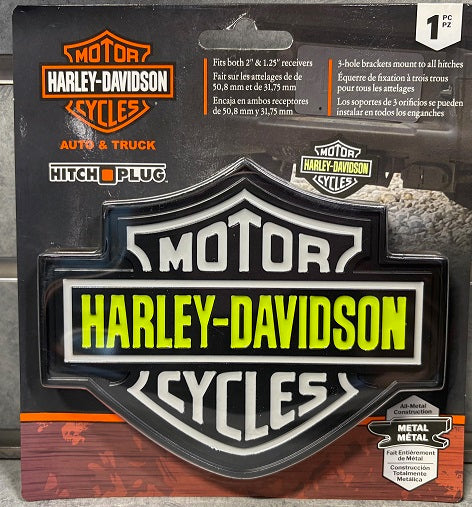 MOTOR
HARLEY-DAVIDSON
CYCLES
AUTO & TRUCK
HITCH PLUG
Fits both 2" & 1.25" receivers
Fait sur les attelages de de
50,8 mm et de 31,75 mm
Encaja en ambos receptores
de 50,8 mm y 31,75 mm
1 PC
PZ
3-hole brackets mount to all hitches
Équerre de fixation à trois trous
pour tous les attelages
Los soportes de 3 orificios se pueden
instalar en todos los enganches
MOTOR
HARLEY-DAVIDSON
CYCLES
MOTOR
HARLEY-DAVIDSON
CYCLES
All-Metal
Construction
METAL
MÉTAL
Fait Entièrement
de Métal
Construcción
Totalmente
Metálica